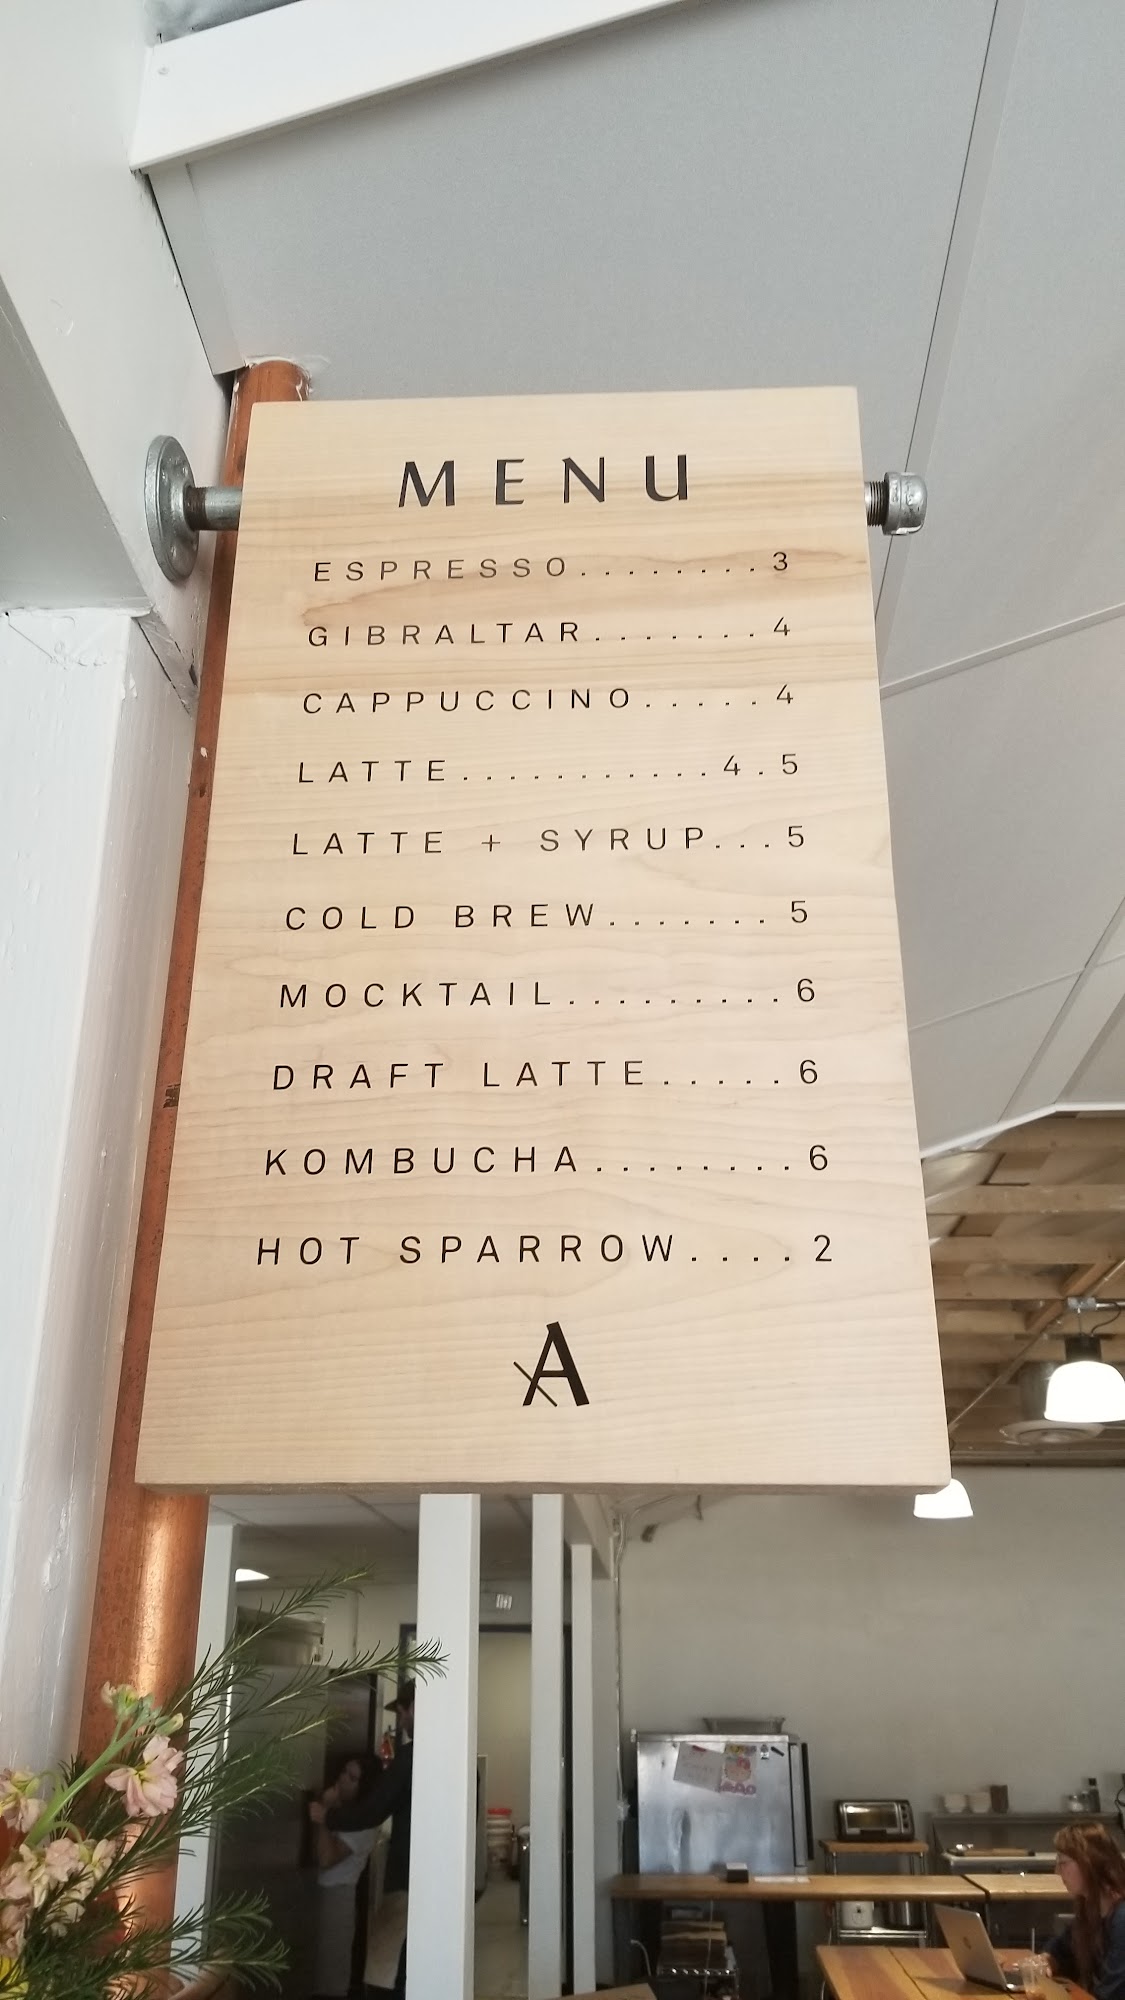 MENU
ESPRESSO........3
GIBRALTAR.......4
CAPPUCCINO.....4
LATTE...........4.5
LATTE + SYRUP...5
COLD BREW.......5
MOCKTAIL.........6
DRAFT LATTE.....6
KOMBUCHA........6
HOT SPARROW....2
A